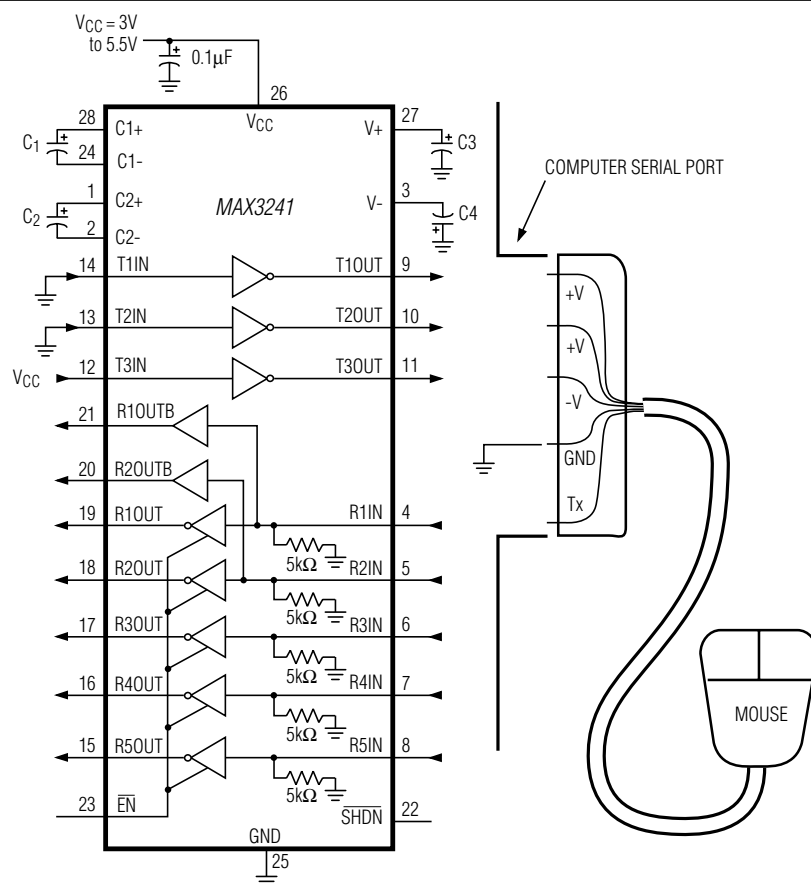 VCC = 3V
to 5.5V
0.1μF
26
VCC
28
C1+
C1
24
C1-
27
V+
C3
1
C2+
C2
2
C2-
MAX3241
3
V-
C4
COMPUTER SERIAL PORT
14
T1IN
T1OUT
9
13
T2IN
T2OUT
10
VCC
12
T3IN
T3OUT
11
21
R1OUTB
20
R2OUTB
19
R1OUT
R1IN
4
5kΩ
18
R2OUT
R2IN
5
5kΩ
17
R3OUT
R3IN
6
5kΩ
16
R4OUT
R4IN
7
5kΩ
15
R5OUT
R5IN
8
5kΩ
23
EN
SHDN
22
GND
25
+V
+V
-V
GND
Tx
MOUSE